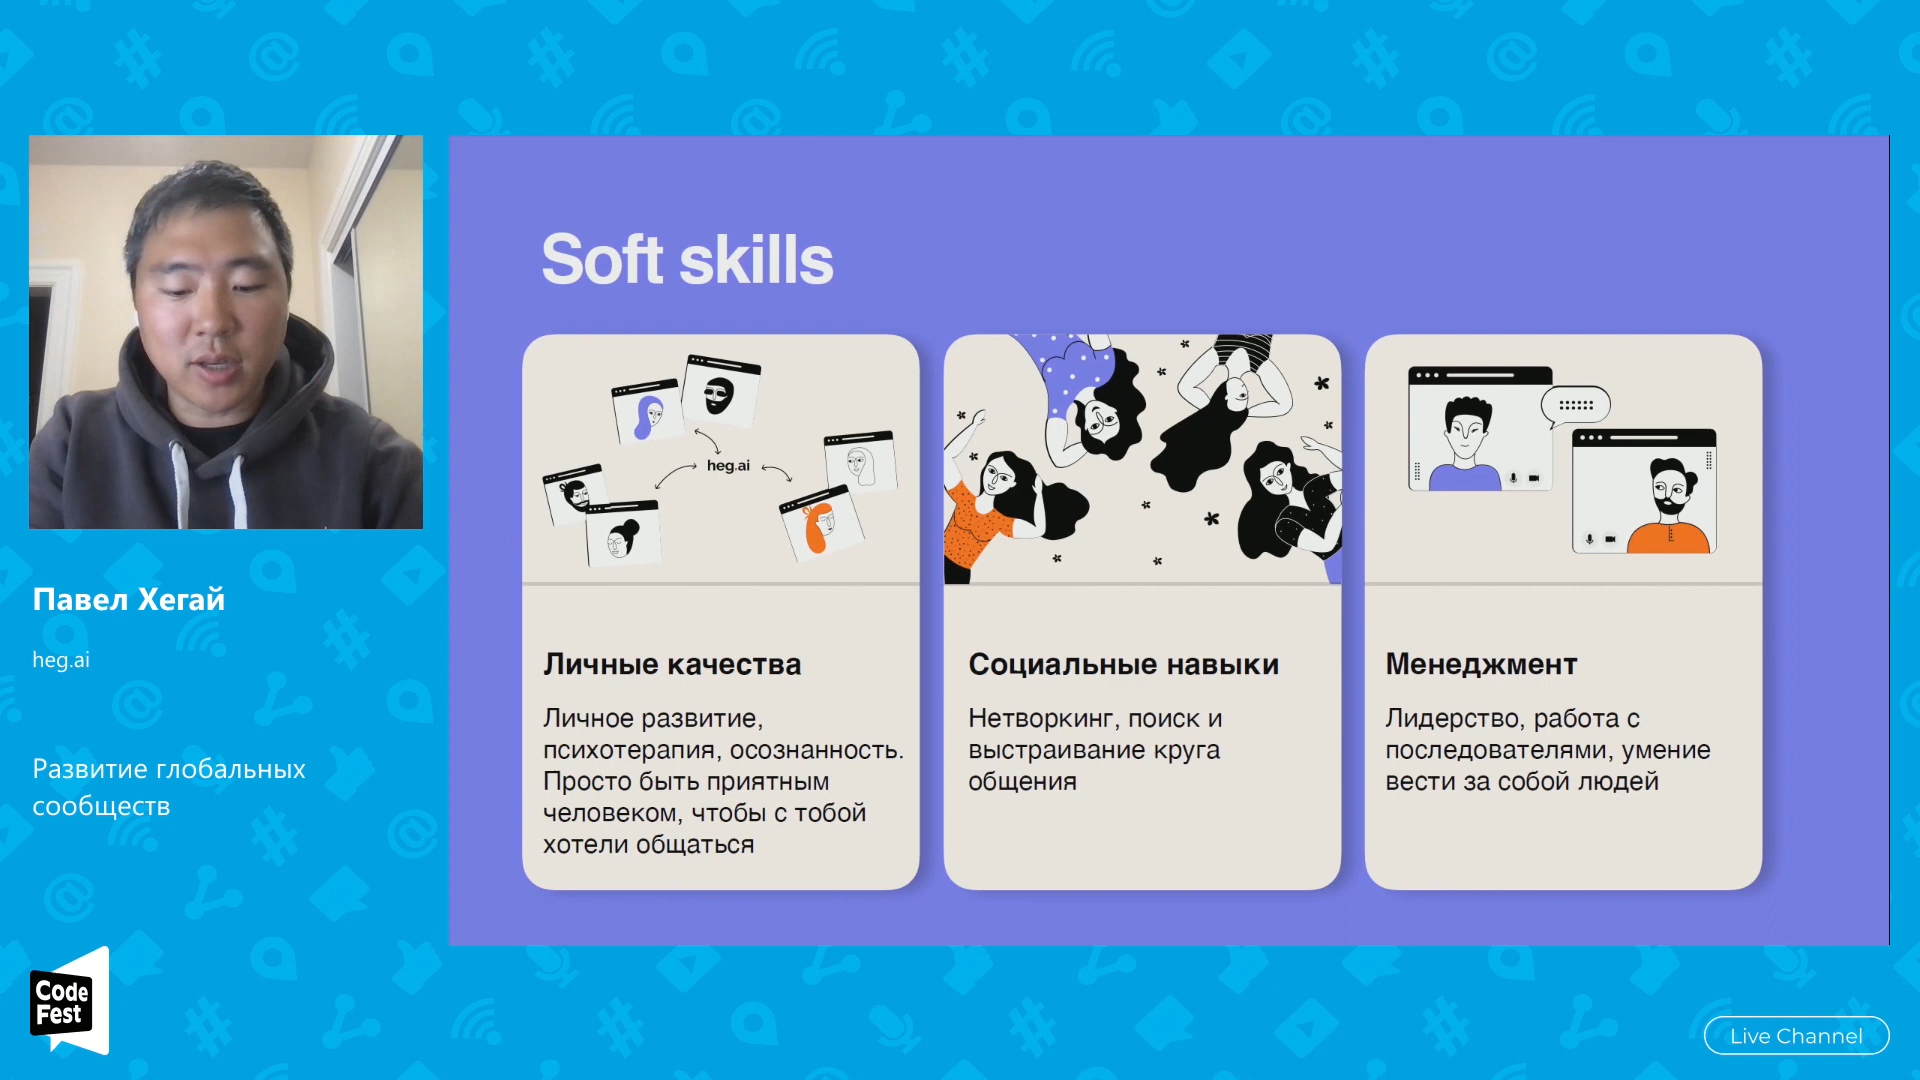 Soft skills
heg.ai
Личные качества
Личное развитие,
психотерапия, осознанность.
Просто быть приятным
человеком, чтобы с тобой
хотели общаться
Социальные навыки
Нетворкинг, поиск и
выстраивание круга
общения
Менеджмент
Лидерство, работа с
последователями, умение
вести за собой людей
Павел Хегай
heg.ai
Развитие глобальных
сообществ
Code
Fest
Live Channel